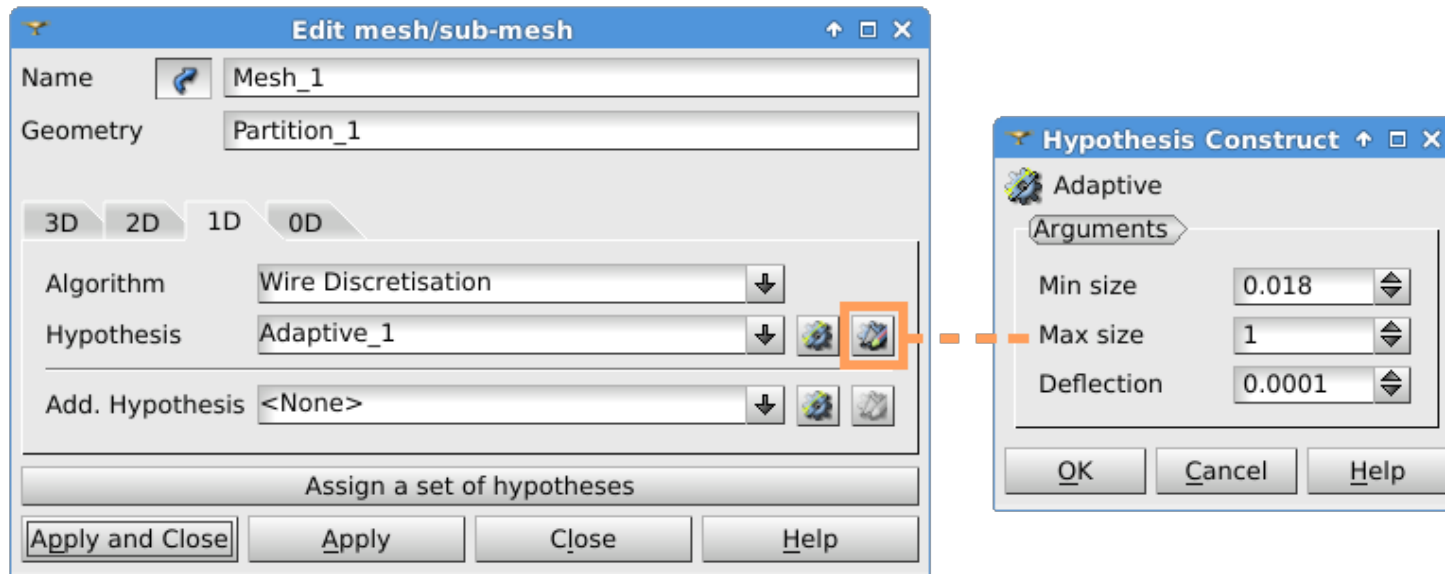 Edit mesh/sub-mesh
Name Mesh_1
Geometry Partition_1
3D 2D 1D 0D
Algorithm Wire Discretisation
Hypothesis Adaptive_1
Add. Hypothesis <None>
Assign a set of hypotheses
Apply and Close Apply Close Help
Hypothesis Construct
Adaptive
Arguments
Min size 0.018
Max size 1
Deflection 0.0001
OK Cancel Help